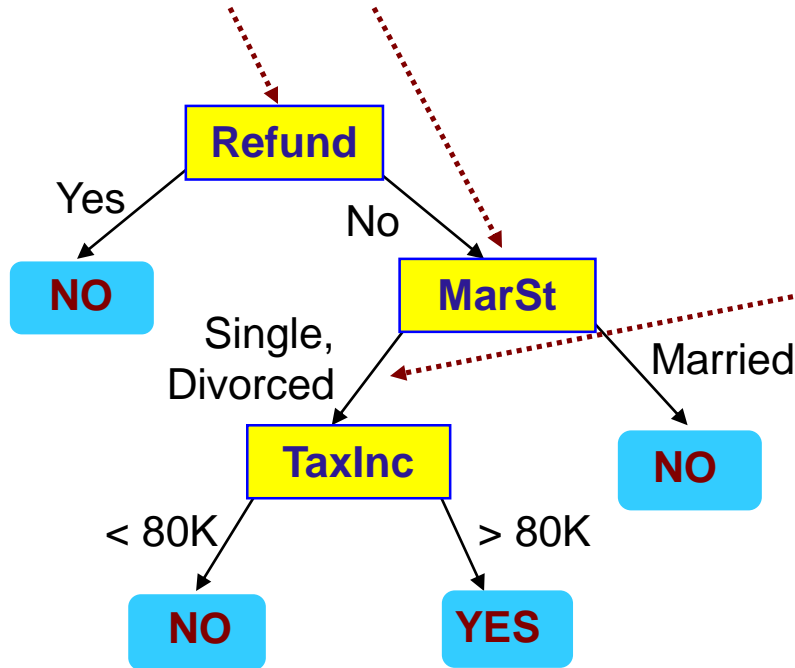 Refund
Yes
No
NO
MarSt
Single,
Divorced
Married
TaxInc
NO
< 80K
> 80K
NO
YES